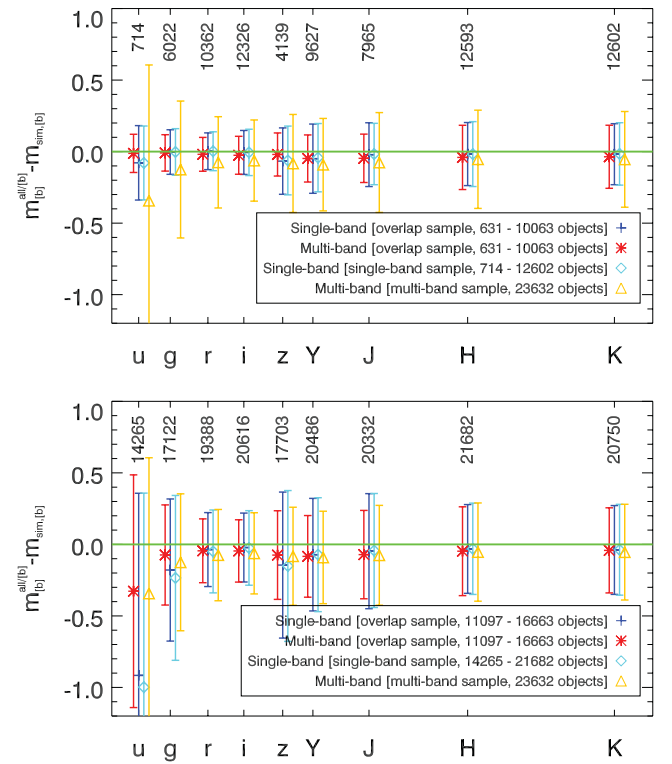 714 6022 10362 12326 4139 9627 7965 12593 12602
1.0
0.5
0.0
-0.5
-1.0
m[b]^all/[b]-m_sim,[b]
Single-band [overlap sample, 631 - 10063 objects]
Multi-band [overlap sample, 631 - 10063 objects]
Single-band [single-band sample, 714 - 12602 objects]
Multi-band [multi-band sample, 23632 objects]
u g r i z Y J H K
14265 17122 19388 20616 17703 20486 20332 21682 20750
1.0
0.5
0.0
-0.5
-1.0
m[b]^all/[b]-m_sim,[b]
Single-band [overlap sample, 11097 - 16663 objects]
Multi-band [overlap sample, 11097 - 16663 objects]
Single-band [single-band sample, 14265 - 21682 objects]
Multi-band [multi-band sample, 23632 objects]
u g r i z Y J H K